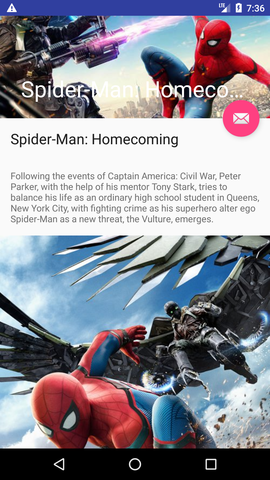 LTE 7:36
Spider-Man: Homeco...
Spider-Man: Homecoming
Following the events of Captain America: Civil War, Peter
Parker, with the help of his mentor Tony Stark, tries to
balance his life as an ordinary high school student in Queens,
New York City, with fighting crime as his superhero alter ego
Spider-Man as a new threat, the Vulture, emerges.